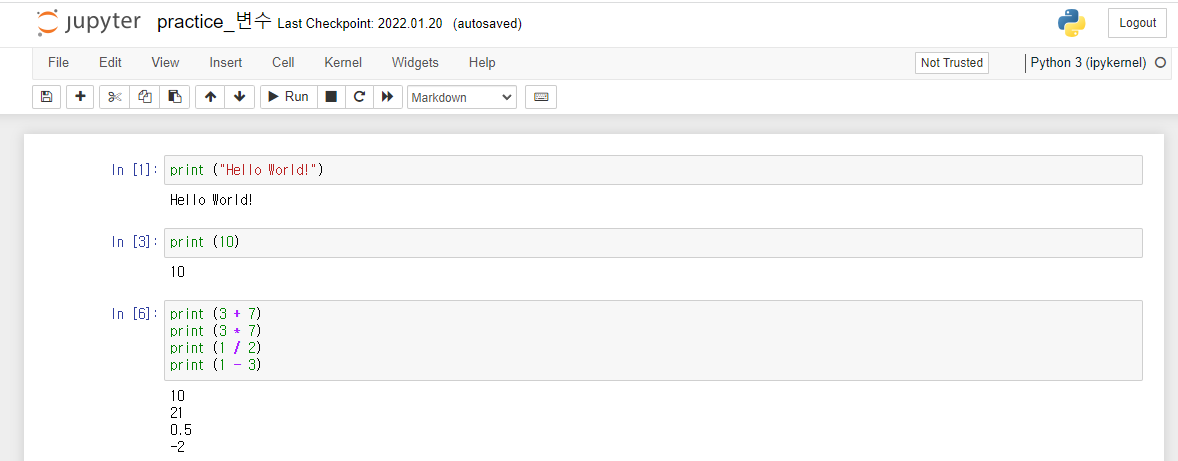 jupyter practice_변수 Last Checkpoint: 2022.01.20 (autosaved) Logout
File Edit View Insert Cell Kernel Widgets Help Not Trusted Python 3 (ipykernel)
Run Markdown
In [1]: print ("Hello World!")
Hello World!
In [3]: print (10)
10
In [6]: print (3 + 7)
print (3 * 7)
print (1 / 2)
print (1 - 3)
10
21
0.5
-2